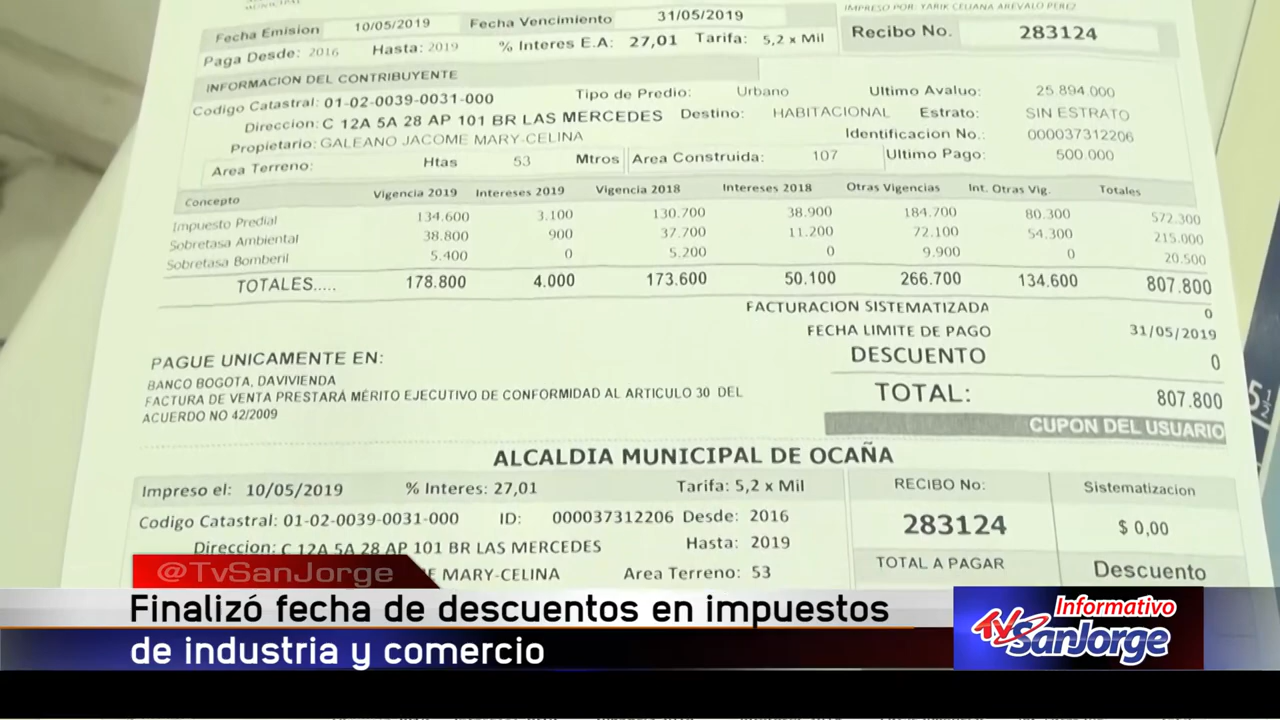 MUNICIPAL
IMPRESO POR: YARIK CELIANA AREVALO PEREZ
Fecha Emision 10/05/2019 Fecha Vencimiento 31/05/2019 Recibo No. 283124
Paga Desde: 2016 Hasta: 2019 % Interes E.A: 27,01 Tarifa: 5,2 x Mil
INFORMACION DEL CONTRIBUYENTE
Codigo Catastral: 01-02-0039-0031-000 Tipo de Predio: Urbano Ultimo Avaluo: 25.894.000
Direccion: C 12A 5A 28 AP 101 BR LAS MERCEDES Destino: HABITACIONAL Estrato: SIN ESTRATO
Propietario: GALEANO JACOME MARY-CELINA Identificacion No.: 000037312206
Area Terreno: Htas 53 Mtros Area Construida: 107 Ultimo Pago: 500.000
Concepto Vigencia 2019 Intereses 2019 Vigencia 2018 Intereses 2018 Otras Vigencias Int. Otras Vig. Totales
Impuesto Predial 134.600 3.100 130.700 38.900 184.700 80.300 572.300
Sobretasa Ambiental 38.800 900 37.700 11.200 72.100 54.300 215.000
Sobretasa Bomberil 5.400 0 5.200 0 9.900 0 20.500
TOTALES..... 178.800 4.000 173.600 50.100 266.700 134.600 807.800
FACTURACION SISTEMATIZADA 0
FECHA LIMITE DE PAGO 31/05/2019
PAGUE UNICAMENTE EN: DESCUENTO 0
BANCO BOGOTA, DAVIVIENDA
FACTURA DE VENTA PRESTARÁ MÉRITO EJECUTIVO DE CONFORMIDAD AL ARTICULO 30 DEL TOTAL: 807.800
ACUERDO NO 42/2009
CUPON DEL USUARIO
ALCALDIA MUNICIPAL DE OCAÑA
Impreso el: 10/05/2019 % Interes: 27,01 Tarifa: 5,2 x Mil RECIBO No: Sistematizacion
Codigo Catastral: 01-02-0039-0031-000 ID: 000037312206 Desde: 2016 283124 $ 0,00
Direccion: C 12A 5A 28 AP 101 BR LAS MERCEDES Hasta: 2019
MARY-CELINA Area Terreno: 53 TOTAL A PAGAR Descuento
@TvSanJorge
Finalizó fecha de descuentos en impuestos
de industria y comercio
Informativo
TV SanJorge